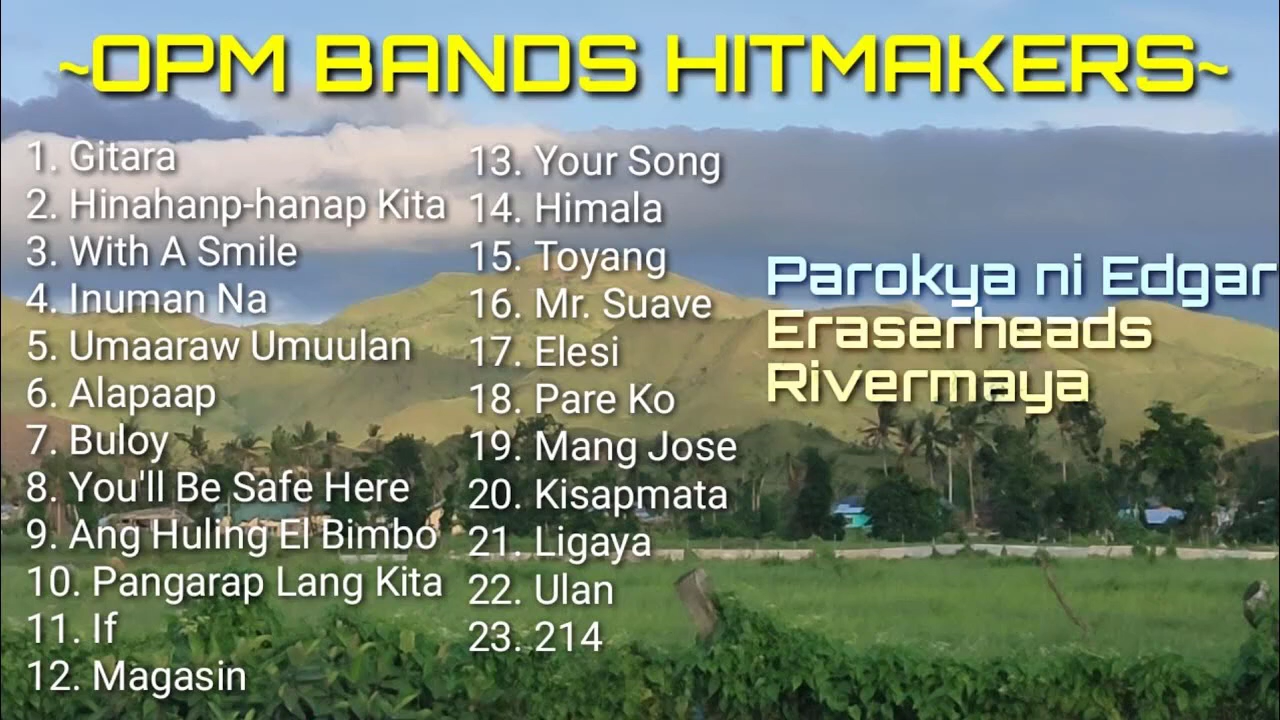 ~OPM BANDS HITMAKERS~
1. Gitara
2. Hinahanp-hanap Kita
3. With A Smile
4. Inuman Na
5. Umaaraw Umuulan
6. Alapaap
7. Buloy
8. You'll Be Safe Here
9. Ang Huling El Bimbo
10. Pangarap Lang Kita
11. If
12. Magasin
13. Your Song
14. Himala
15. Toyang
16. Mr. Suave
17. Elesi
18. Pare Ko
19. Mang Jose
20. Kisapmata
21. Ligaya
22. Ulan
23. 214
Parokya ni Edgar
Eraserheads
Rivermaya